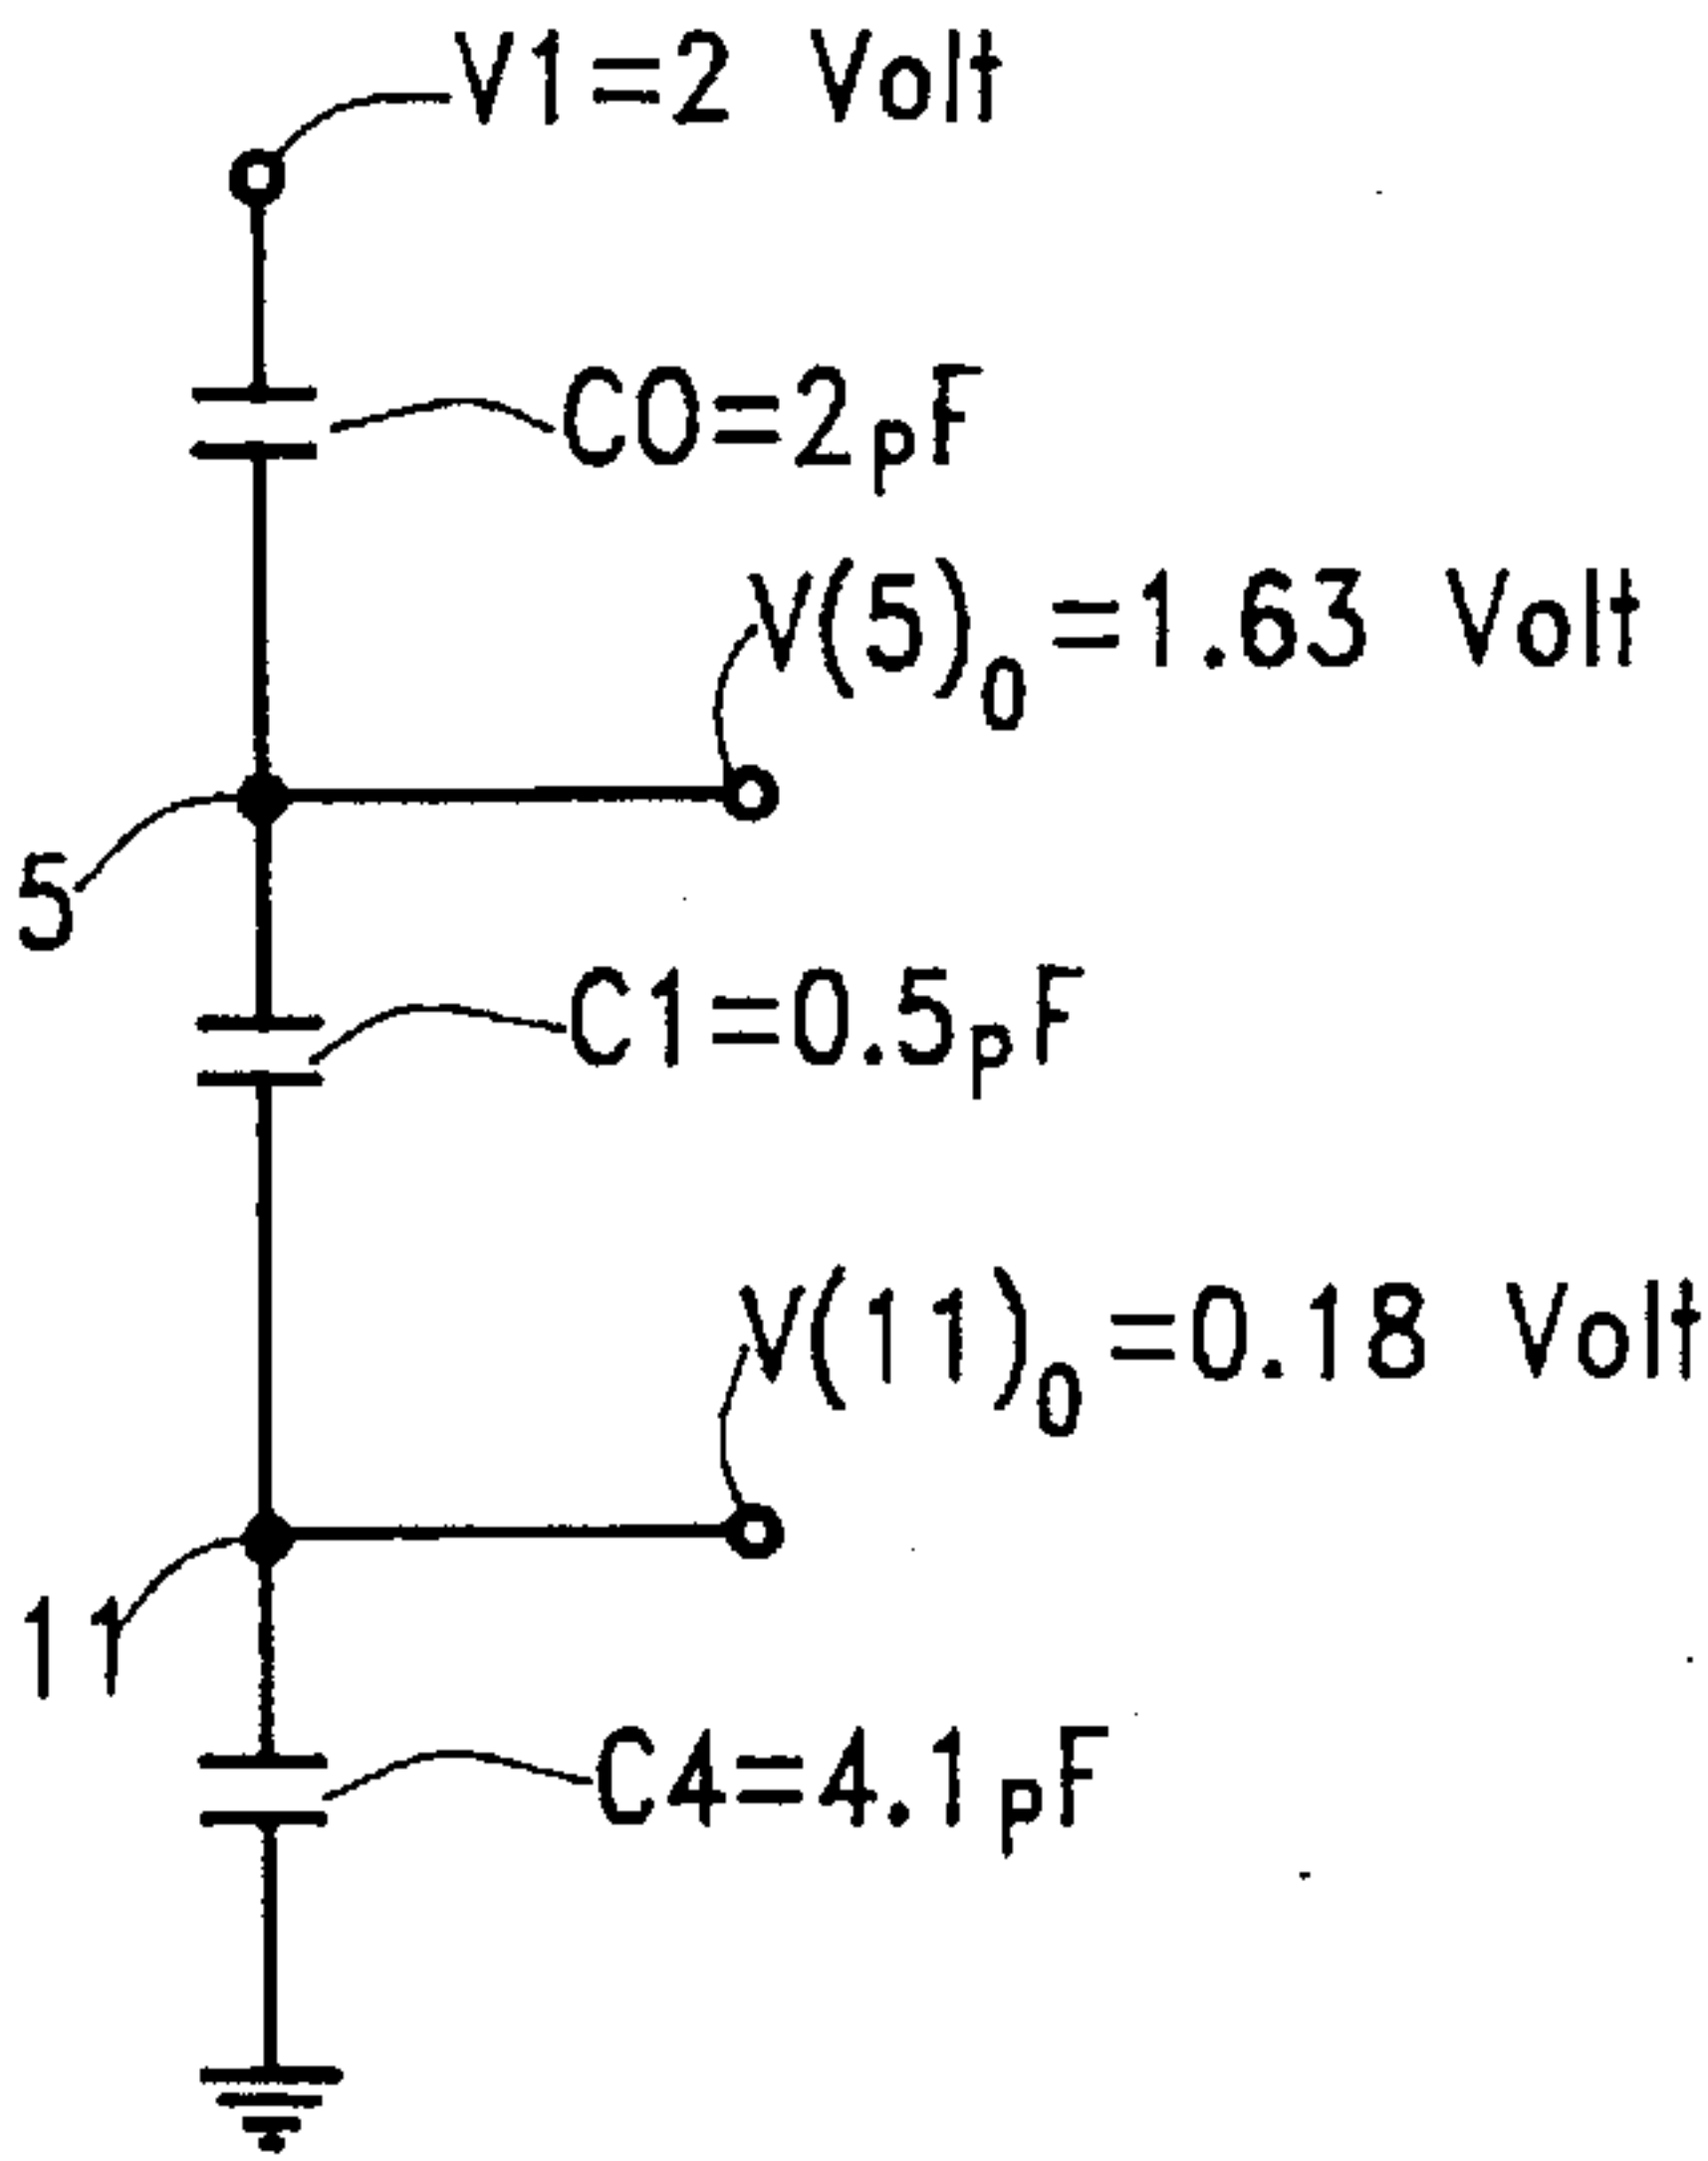 V1=2 Volt
C0=2pF
V(5)0=1.63 Volt
5
C1=0.5pF
V(11)0=0.18 Volt
11
C4=4.1pF